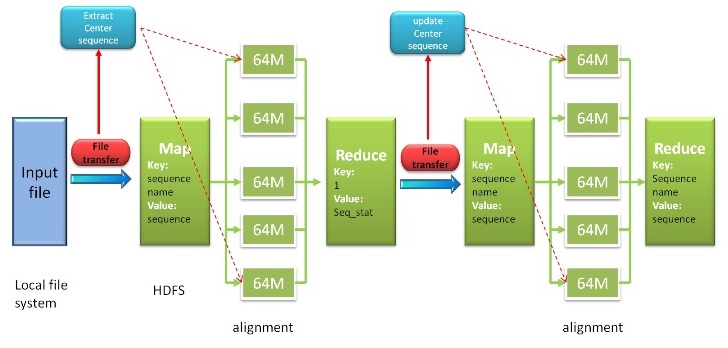 Extract
Center
sequence
update
Center
sequence
Input
file
File
transfer
Map
Key:
sequence
name
Value:
sequence
64M
64M
64M
64M
64M
Reduce
Key:
1
Value:
Seq_stat
File
transfer
Map
Key:
sequence
name
Value:
sequence
64M
64M
64M
64M
64M
Reduce
Key:
Sequence
name
Value:
sequence
Local file
system
HDFS
alignment
alignment